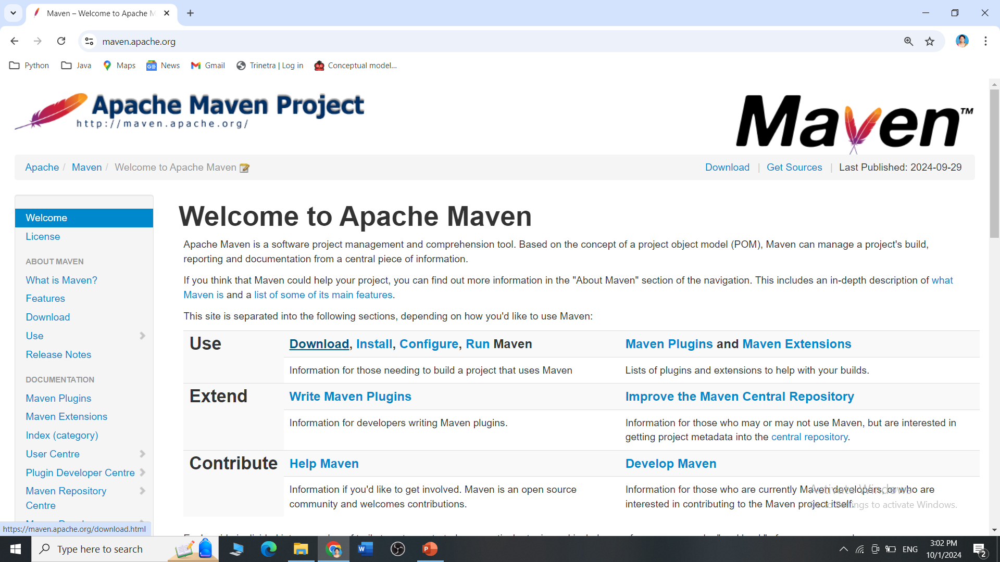 Maven – Welcome to Apache M
maven.apache.org
Python Java Maps News Gmail Trinetra | Log in Conceptual model...
Apache Maven Project
http://maven.apache.org/
Maven™
Apache / Maven / Welcome to Apache Maven
Download | Get Sources | Last Published: 2024-09-29
Welcome
License
ABOUT MAVEN
What is Maven?
Features
Download
Use
Release Notes
DOCUMENTATION
Maven Plugins
Maven Extensions
Index (category)
User Centre
Plugin Developer Centre
Maven Repository
Centre
Welcome to Apache Maven
Apache Maven is a software project management and comprehension tool. Based on the concept of a project object model (POM), Maven can manage a project's build,
reporting and documentation from a central piece of information.
If you think that Maven could help your project, you can find out more information in the "About Maven" section of the navigation. This includes an in-depth description of what
Maven is and a list of some of its main features.
This site is separated into the following sections, depending on how you'd like to use Maven:
Use
Download, Install, Configure, Run Maven
Information for those needing to build a project that uses Maven
Maven Plugins and Maven Extensions
Lists of plugins and extensions to help with your builds.
Extend
Write Maven Plugins
Information for developers writing Maven plugins.
Improve the Maven Central Repository
Information for those who may or may not use Maven, but are interested in
getting project metadata into the central repository.
Contribute
Help Maven
Information if you'd like to get involved. Maven is an open source
community and welcomes contributions.
Develop Maven
Information for those who are currently Maven developers, or who are
interested in contributing to the Maven project itself.
Activate Windows
Go to Settings to activate Windows.
https://maven.apache.org/download.html
Type here to search
ENG
3:02 PM
10/1/2024
2